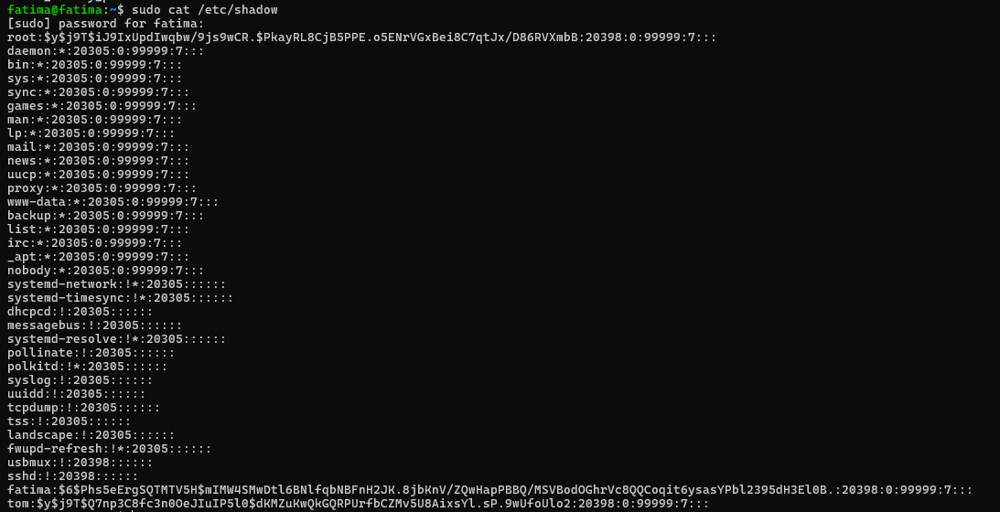 fatima@fatima:~$ sudo cat /etc/shadow
[sudo] password for fatima:
root:$y$j9T$iJ9IxUpdIwqbw/9js9wCR.$PkayRL8CjB5PPE.o5ENrVGxBei8C7qtJx/D86RVXmbB:20398:0:99999:7:::
daemon:*:20305:0:99999:7:::
bin:*:20305:0:99999:7:::
sys:*:20305:0:99999:7:::
sync:*:20305:0:99999:7:::
games:*:20305:0:99999:7:::
man:*:20305:0:99999:7:::
lp:*:20305:0:99999:7:::
mail:*:20305:0:99999:7:::
news:*:20305:0:99999:7:::
uucp:*:20305:0:99999:7:::
proxy:*:20305:0:99999:7:::
www-data:*:20305:0:99999:7:::
backup:*:20305:0:99999:7:::
list:*:20305:0:99999:7:::
irc:*:20305:0:99999:7:::
_apt:*:20305:0:99999:7:::
nobody:*:20305:0:99999:7:::
systemd-network:!*:20305::::::
systemd-timesync:!*:20305::::::
dhcpcd:!:20305::::::
messagebus:!:20305::::::
systemd-resolve:!*:20305::::::
pollinate:!:20305::::::
polkitd:!*:20305::::::
syslog:!:20305::::::
uuidd:!:20305::::::
tcpdump:!:20305::::::
tss:!:20305::::::
landscape:!:20305::::::
fwupd-refresh:!*:20305::::::
usbmux:!:20398::::::
sshd:!:20398::::::
fatima:$6$Phs5eErgSQTMTV5H$mIMW4SMwDtl6BNlfqbNBFnH2JK.8jbKnV/ZQwHapPBBQ/MSVBodOGhrVc8QQCoqit6ysasYPbl2395dH3El0B.:20398:0:99999:7:::
tom:$y$j9T$Q7np3C8fc3n0OeJIuIP5l0$dKMZuKwQkGQRPUrfbCZMv5U8AixsYl.sP.9wUfoUlo2:20398:0:99999:7:::